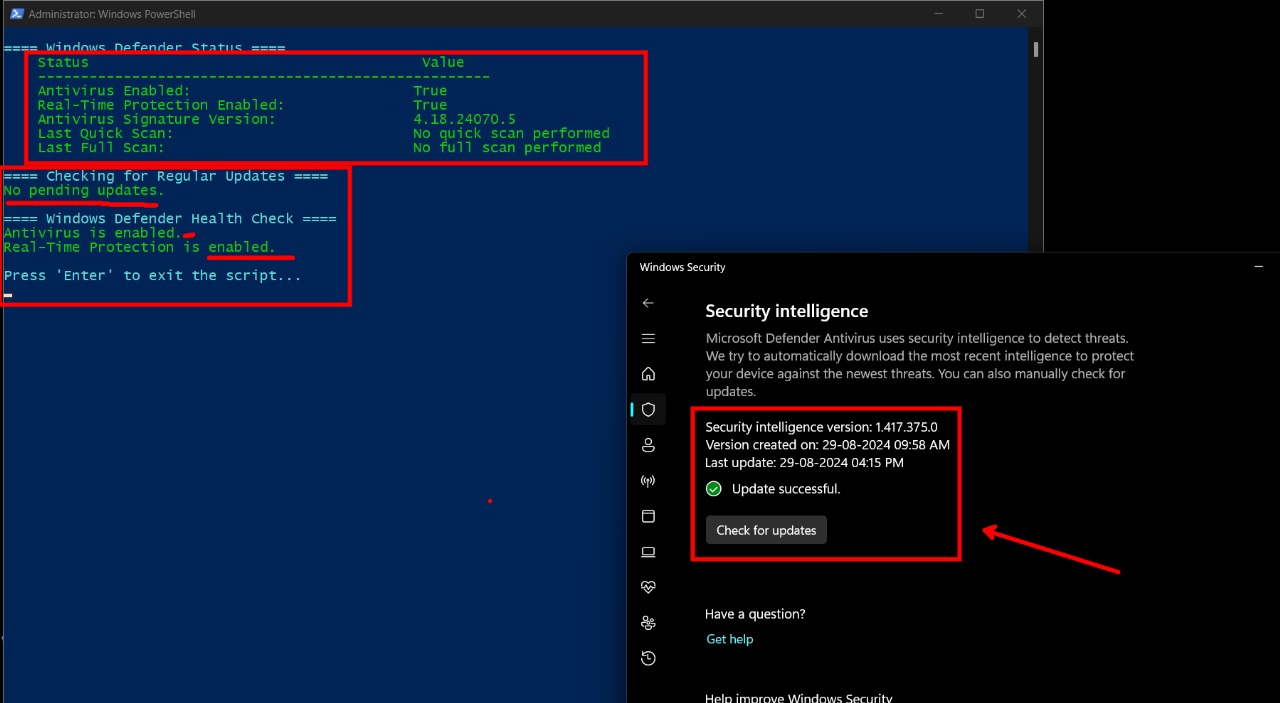 Administrator: Windows PowerShell
==== Windows Defender Status ====
Status Value
-----------------------------------------------------
Antivirus Enabled: True
Real-Time Protection Enabled: True
Antivirus Signature Version: 4.18.24070.5
Last Quick Scan: No quick scan performed
Last Full Scan: No full scan performed
==== Checking for Regular Updates ====
No pending updates.
==== Windows Defender Health Check ====
Antivirus is enabled.
Real-Time Protection is enabled.
Press 'Enter' to exit the script...
Windows Security
Security intelligence
Microsoft Defender Antivirus uses security intelligence to detect threats.
We try to automatically download the most recent intelligence to protect
your device against the newest threats. You can also manually check for
updates.
Security intelligence version: 1.417.375.0
Version created on: 29-08-2024 09:58 AM
Last update: 29-08-2024 04:15 PM
Update successful.
Check for updates
Have a question?
Get help
Help improve Windows Security